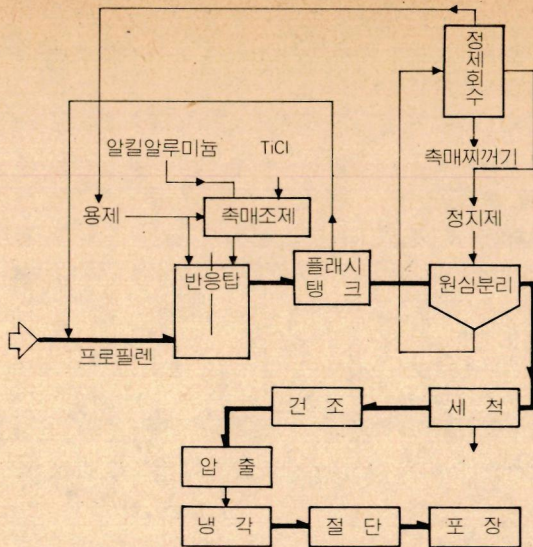 정
제
회
수
알킬알루미늄
TiCl
촉매찌꺼기
용제
촉매조제
정지제
반응탑
플래시
탱 크
원심분리
프로필렌
건 조
세 척
압 출
냉 각
절 단
포 장